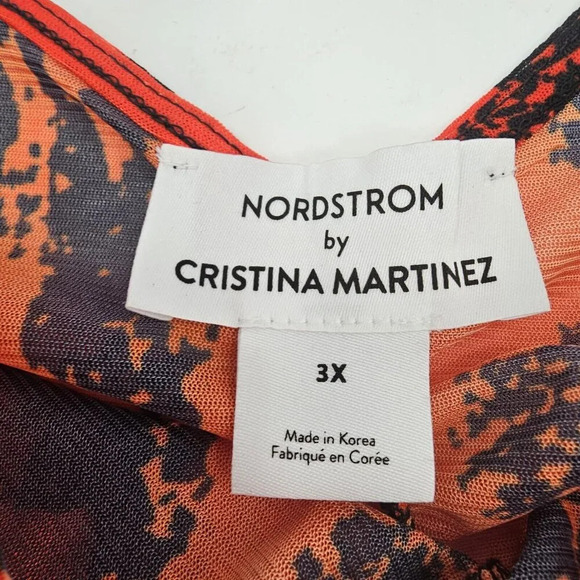 NORDSTROM
by
CRISTINA MARTINEZ
3X
Made in Korea
Fabriqué en Corée